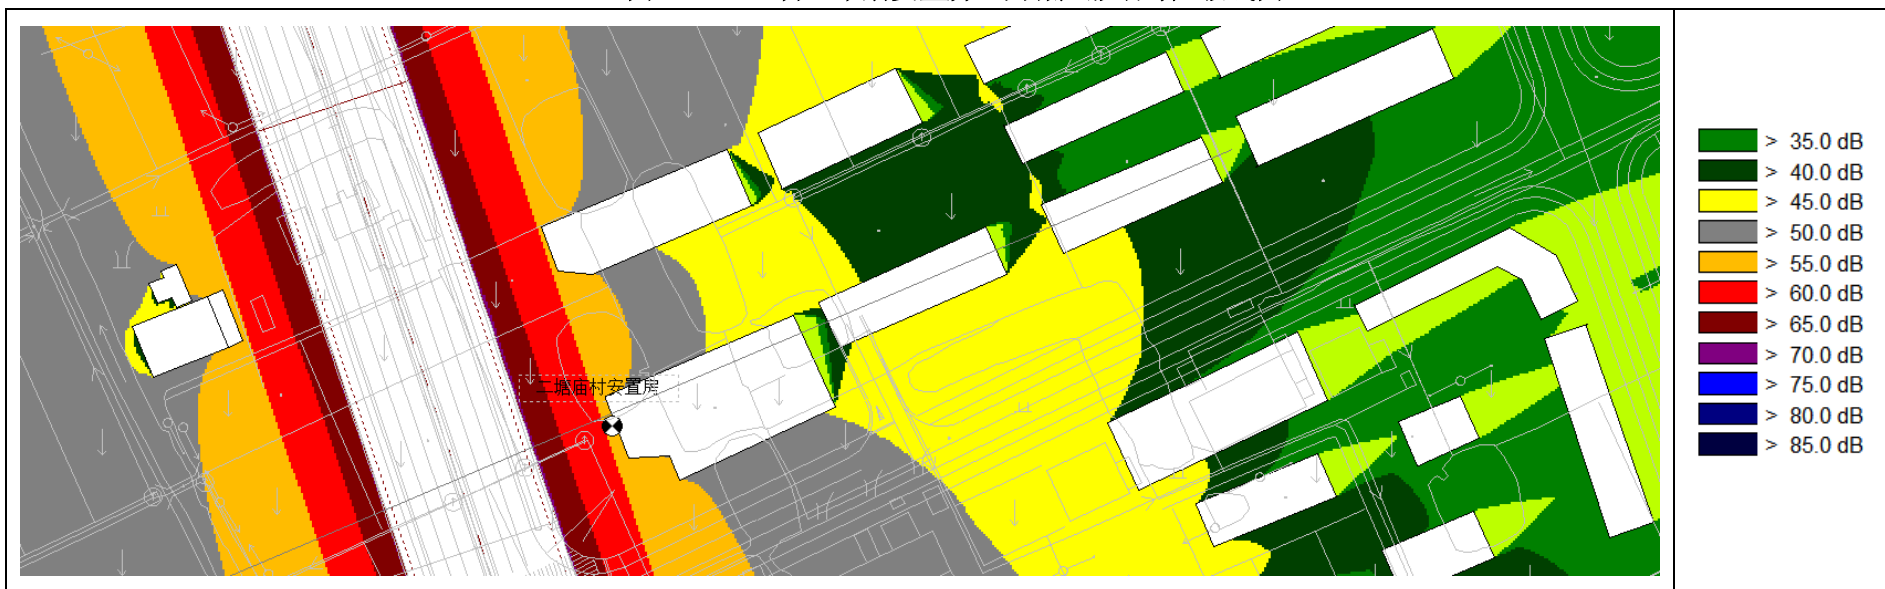 > 35.0 dB
> 40.0 dB
> 45.0 dB
> 50.0 dB
> 55.0 dB
> 60.0 dB
> 65.0 dB
> 70.0 dB
> 75.0 dB
> 80.0 dB
> 85.0 dB
庙村安置房